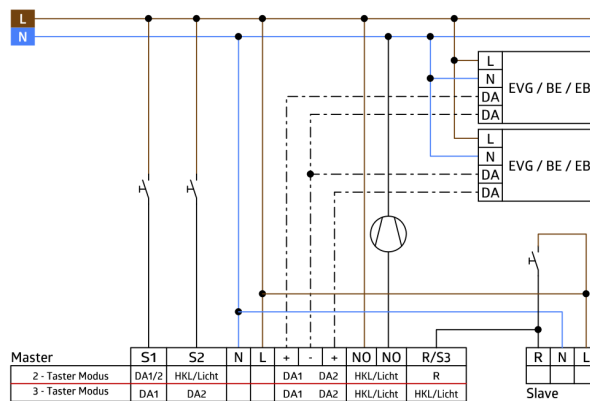 L
N
L
N EVG / BE / EB
DA
DA
L
N EVG / BE / EB
DA
DA
Master S1 S2 N L + - + NO NO R/S3 R N L
2 - Taster Modus DA1/2 HKL/Licht DA1 DA2 HKL/Licht R
3 - Taster Modus DA1 DA2 DA1 DA2 HKL/Licht HKL/Licht
Slave